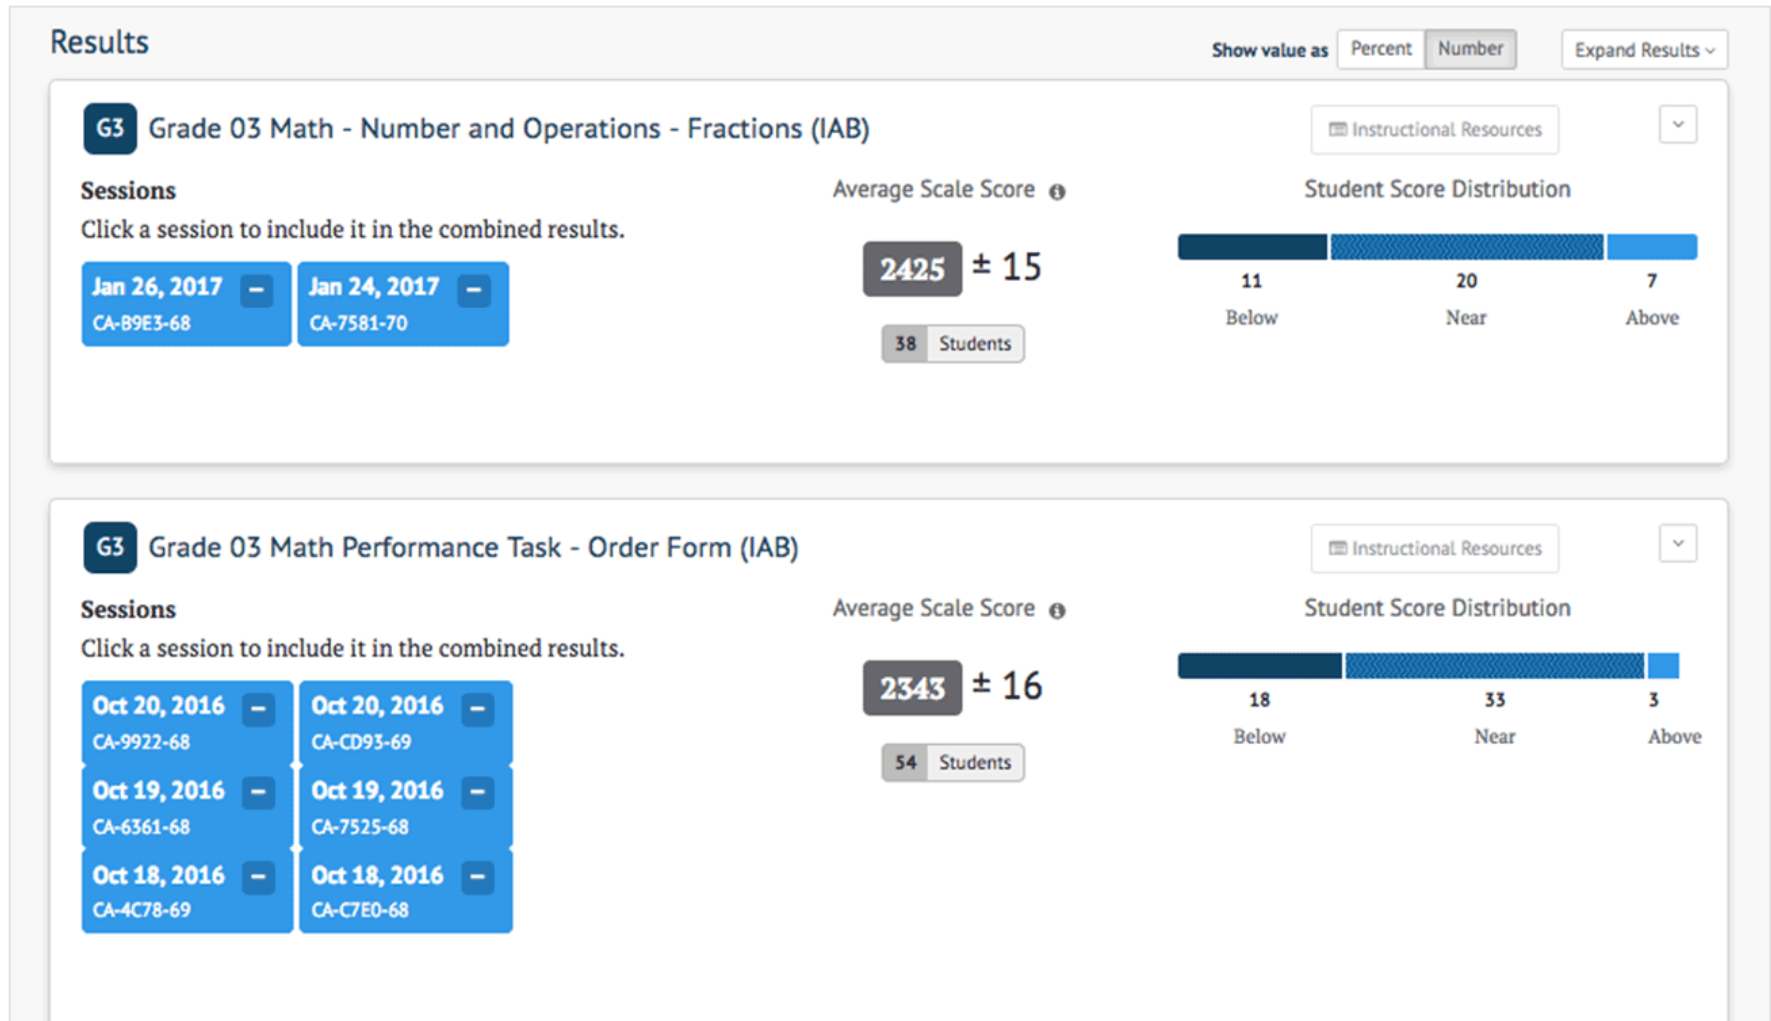 Results
Show value as Percent Number Expand Results
G3 Grade 03 Math - Number and Operations - Fractions (IAB)
Instructional Resources
Sessions
Click a session to include it in the combined results.
Jan 26, 2017 Jan 24, 2017
CA-B9E3-68 CA-7581-70
Average Scale Score
2425 ± 15
38 Students
Student Score Distribution
11 20 7
Below Near Above
G3 Grade 03 Math Performance Task - Order Form (IAB)
Instructional Resources
Sessions
Click a session to include it in the combined results.
Oct 20, 2016 Oct 20, 2016
CA-9922-68 CA-CD93-69
Oct 19, 2016 Oct 19, 2016
CA-6361-68 CA-7525-68
Oct 18, 2016 Oct 18, 2016
CA-4C78-69 CA-C7E0-68
Average Scale Score
2343 ± 16
54 Students
Student Score Distribution
18 33 3
Below Near Above